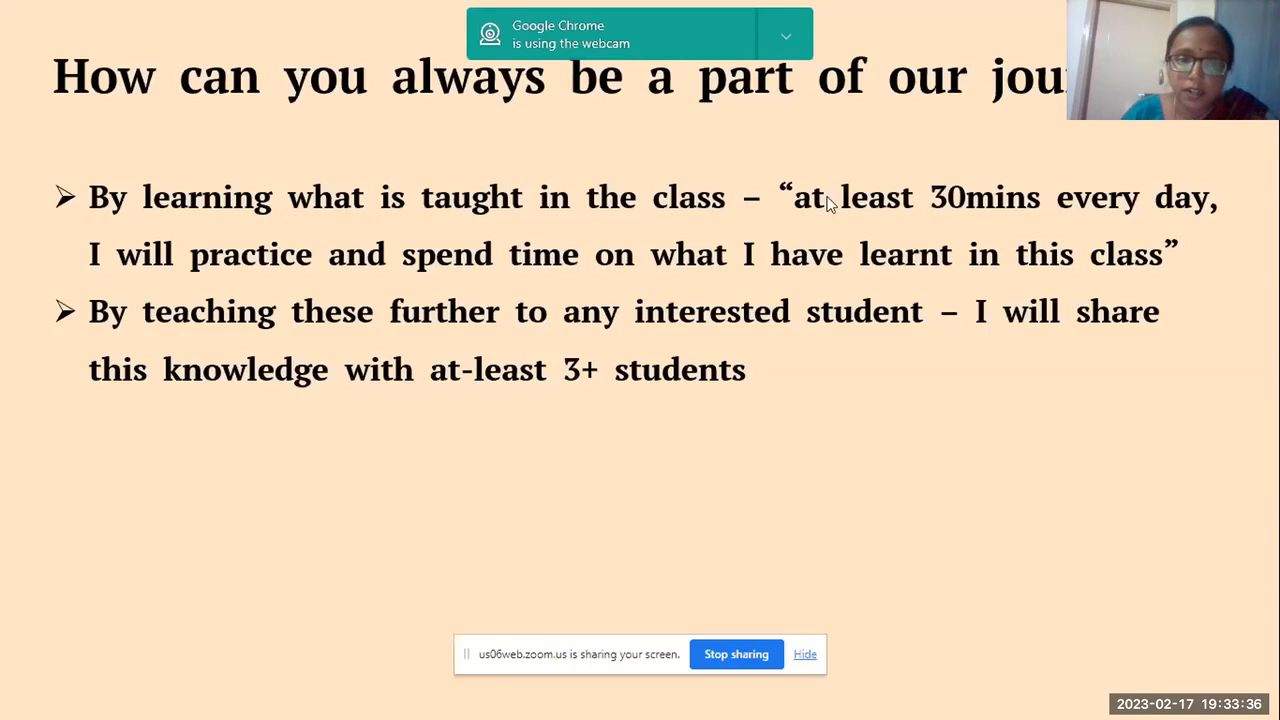 Google Chrome
is using the webcam
How can you always be a part of our
➢ By learning what is taught in the class – “at least 30mins every day,
I will practice and spend time on what I have learnt in this class”
➢ By teaching these further to any interested student – I will share
this knowledge with at-least 3+ students
us06web.zoom.us is sharing your screen. Stop sharing Hide
2023-02-17 19:33:36